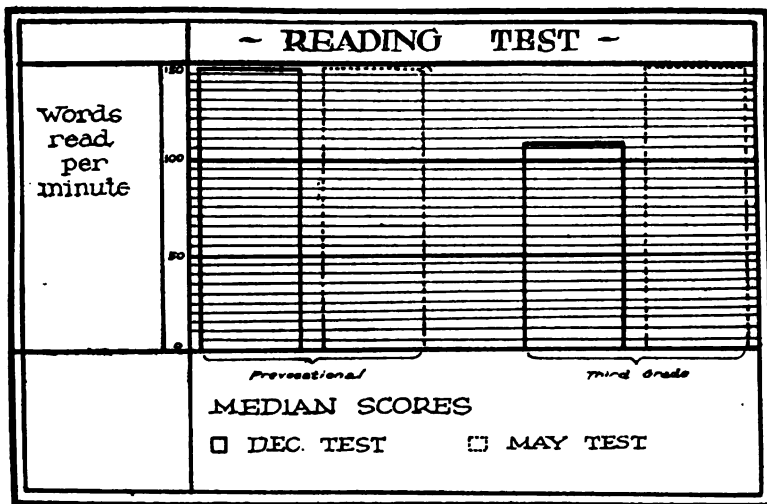 ~ READING TEST ~
Words
read
per
minute
150
100
50
0
Prevocational
Third Grade
MEDIAN SCORES
DEC. TEST
MAY TEST